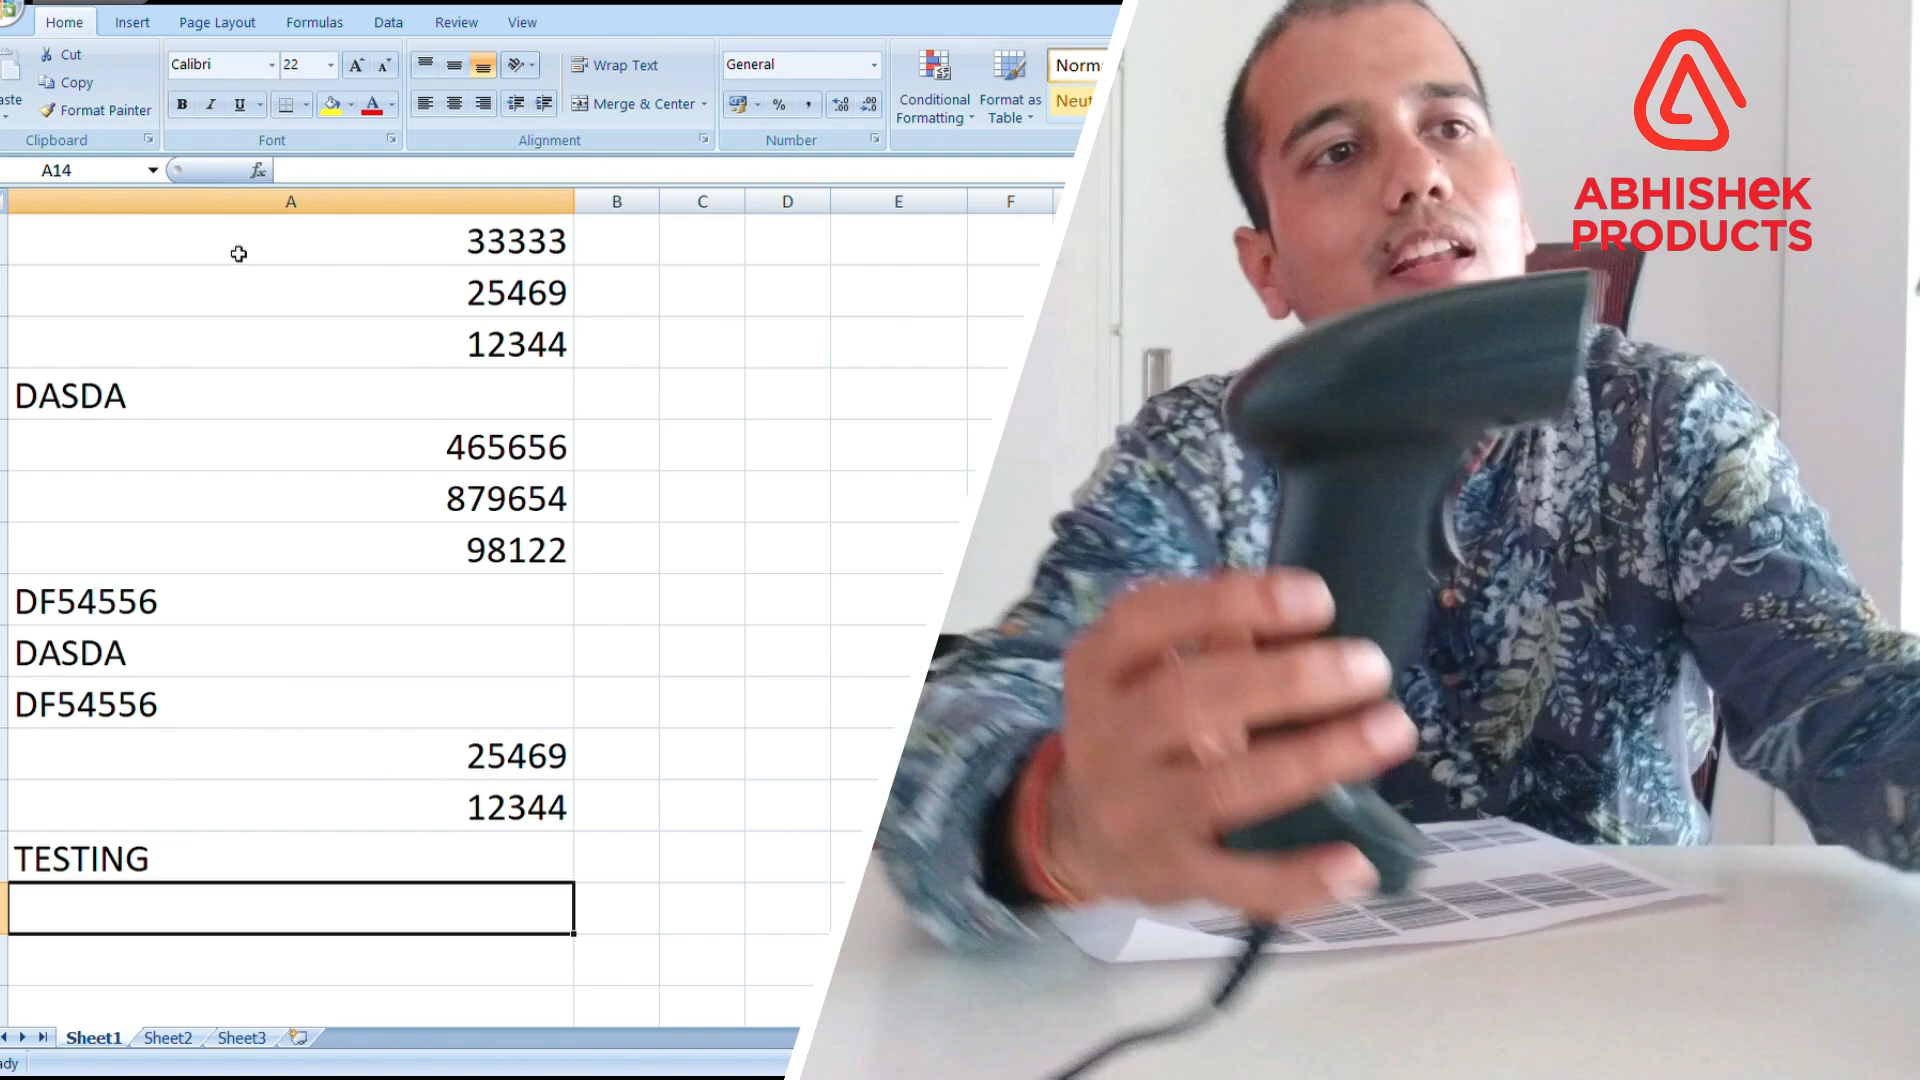 Home Insert Page Layout Formulas Data Review View
Cut
Copy
Format Painter
Clipboard
Calibri 22
B I U A
Font
Wrap Text
Merge & Center
Alignment
General
% ,
Number
Conditional Formatting
Format as Table
A14 fx
A B C D E F
33333
25469
12344
DASDA
465656
879654
98122
DF54556
DASDA
DF54556
25469
12344
TESTING
Sheet1 Sheet2 Sheet3
ABHISHEK
PRODUCTS